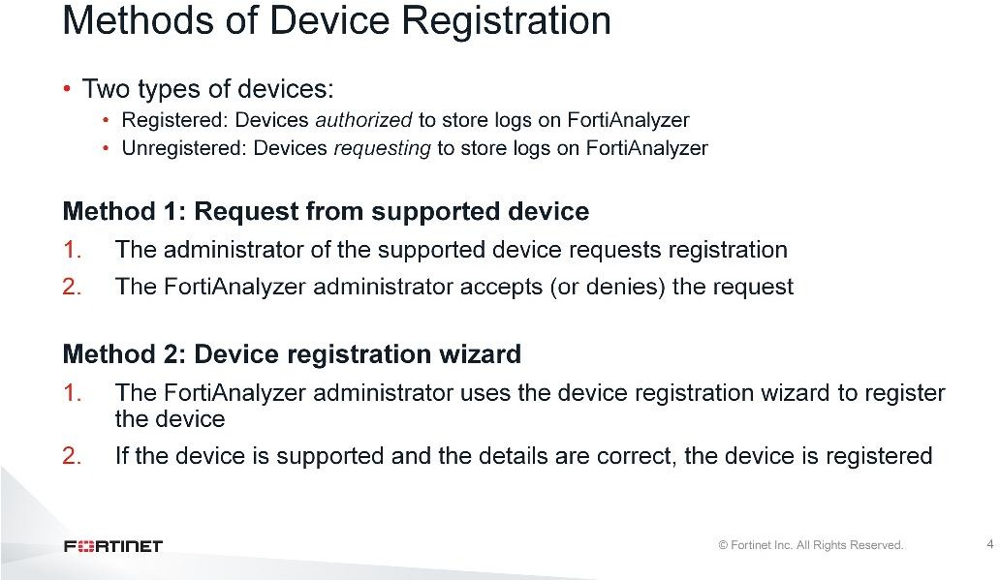 Methods of Device Registration
• Two types of devices:
• Registered: Devices authorized to store logs on FortiAnalyzer
• Unregistered: Devices requesting to store logs on FortiAnalyzer
Method 1: Request from supported device
1. The administrator of the supported device requests registration
2. The FortiAnalyzer administrator accepts (or denies) the request
Method 2: Device registration wizard
1. The FortiAnalyzer administrator uses the device registration wizard to register
the device
2. If the device is supported and the details are correct, the device is registered
FORTINET
© Fortinet Inc. All Rights Reserved.
4